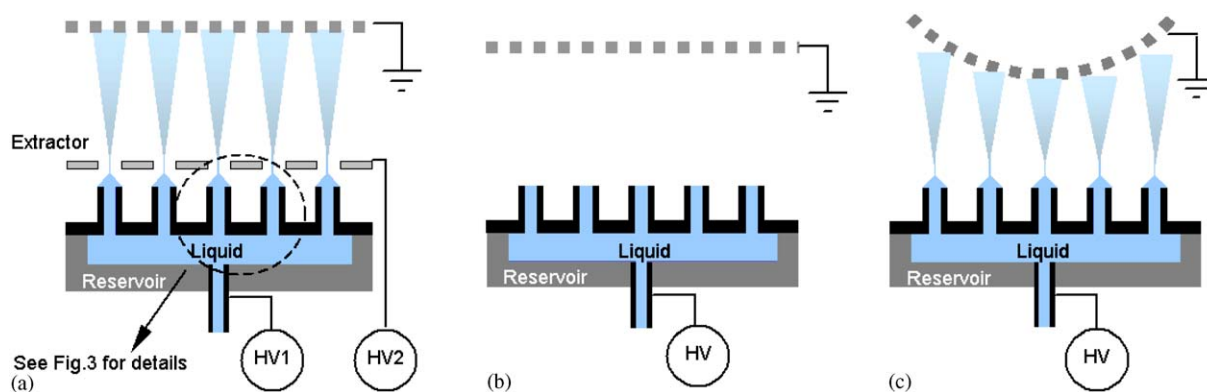 Extractor
Liquid
Reservoir
See Fig.3 for details
HV1
HV2
(a)
Liquid
Reservoir
HV
(b)
Liquid
Reservoir
HV
(c)